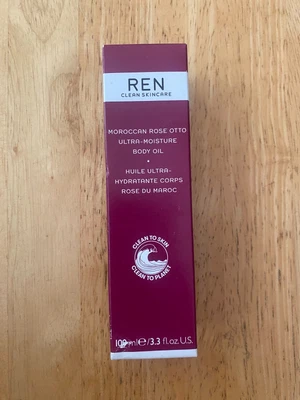 REN
CLEAN SKINCARE
MOROCCAN ROSE OTTO
ULTRA-MOISTURE
BODY OIL
•
HUILE ULTRA-
HYDRATANTE CORPS
ROSE DU MAROC
CLEAN TO SKIN
CLEAN TO PLANET
100 ml ℮/3.3 fl.oz.U.S.